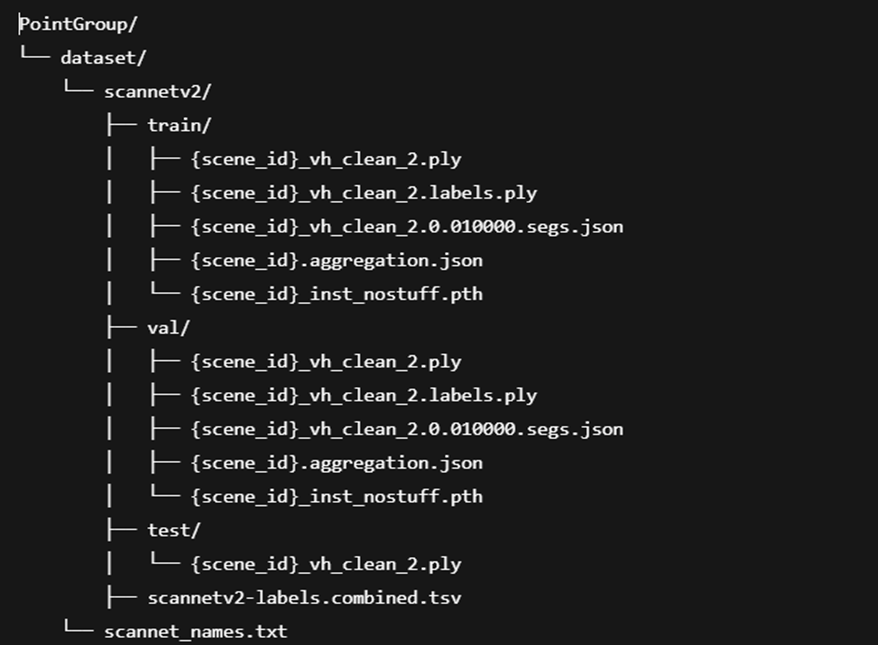 PointGroup/
└── dataset/
    └── scannetv2/
        ├── train/
        │   ├── {scene_id}_vh_clean_2.ply
        │   ├── {scene_id}_vh_clean_2.labels.ply
        │   ├── {scene_id}_vh_clean_2.0.010000.segs.json
        │   ├── {scene_id}.aggregation.json
        │   └── {scene_id}_inst_nostuff.pth
        ├── val/
        │   ├── {scene_id}_vh_clean_2.ply
        │   ├── {scene_id}_vh_clean_2.labels.ply
        │   ├── {scene_id}_vh_clean_2.0.010000.segs.json
        │   ├── {scene_id}.aggregation.json
        │   └── {scene_id}_inst_nostuff.pth
        ├── test/
        │   └── {scene_id}_vh_clean_2.ply
        ├── scannetv2-labels.combined.tsv
    └── scannet_names.txt